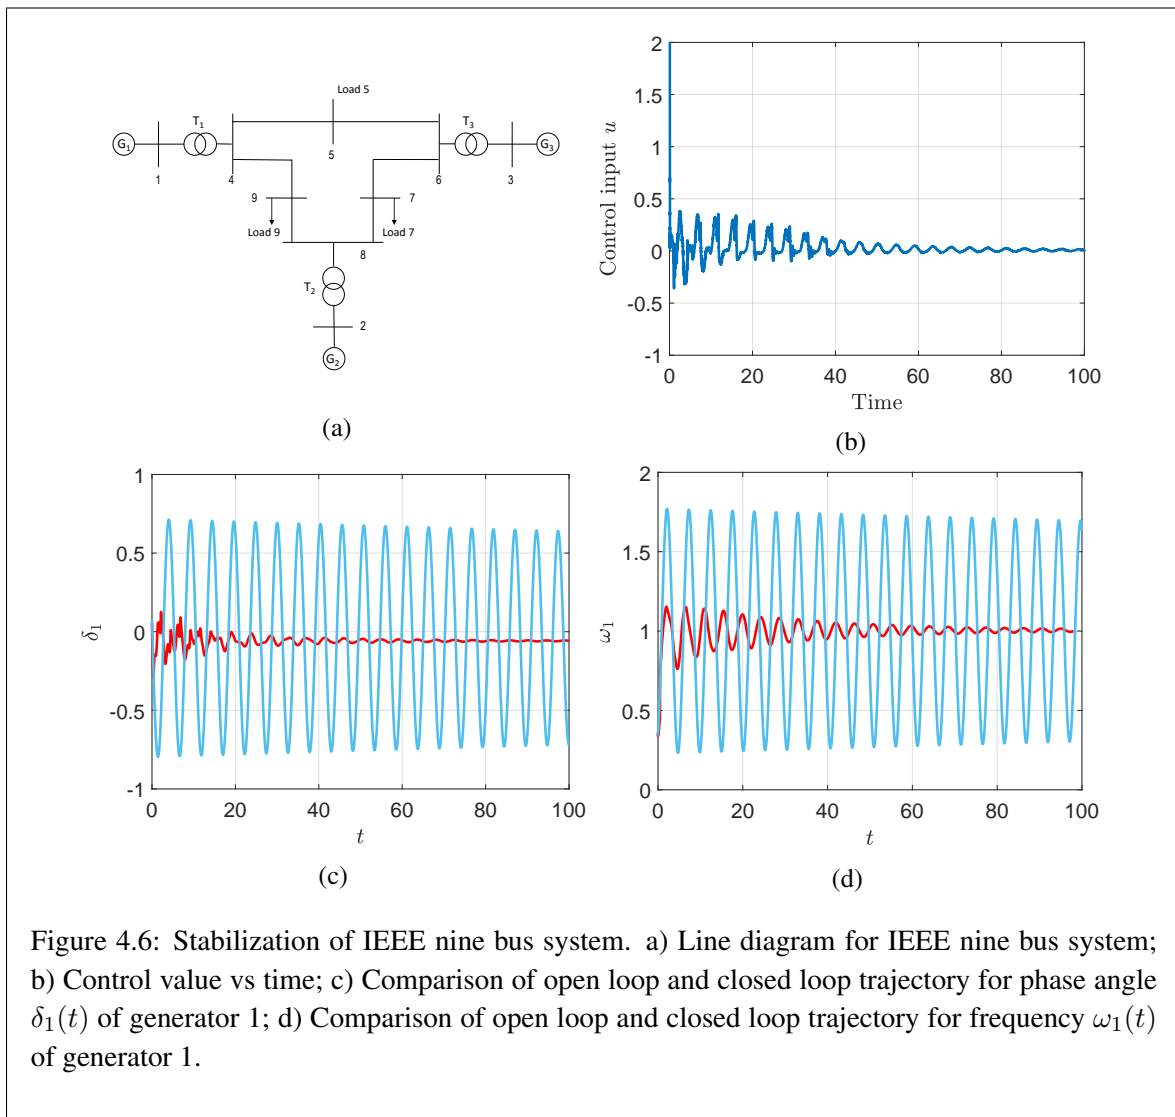 Load 5
T1
T3
G1
G3
1
4
5
6
3
9
7
Load 9
Load 7
8
T2
2
G2
(a)
2
1.5
1
0.5
0
-0.5
-1
Control input u
0
20
40
60
80
100
Time
(b)
1
0.5
0
-0.5
-1
δ1
0
20
40
60
80
100
t
(c)
2
1.5
1
0.5
0
ω1
0
20
40
60
80
100
t
(d)
Figure 4.6: Stabilization of IEEE nine bus system. a) Line diagram for IEEE nine bus system;
b) Control value vs time; c) Comparison of open loop and closed loop trajectory for phase angle
δ1(t) of generator 1; d) Comparison of open loop and closed loop trajectory for frequency ω1(t)
of generator 1.